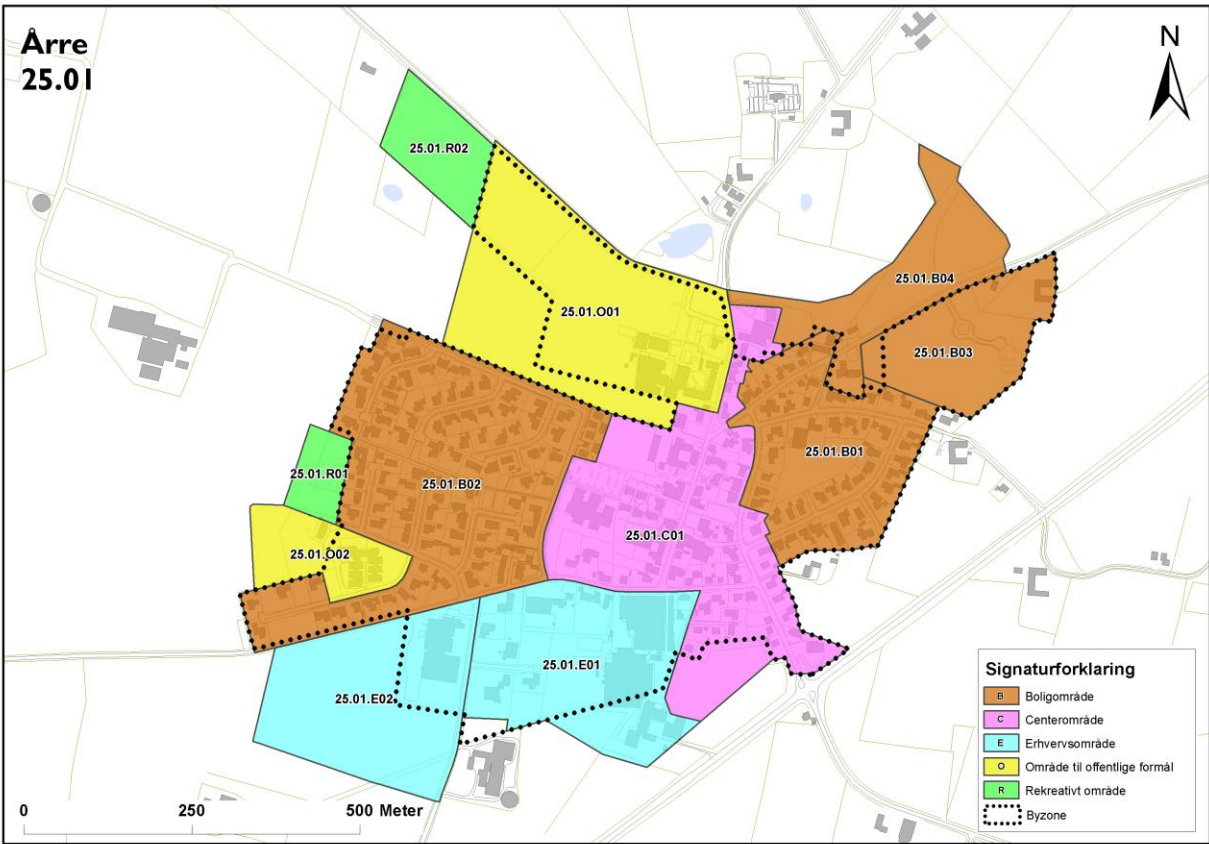 Årre
25.01
N
25.01.R02
25.01.B04
25.01.O01
25.01.B03
25.01.B01
25.01.R01
25.01.B02
25.01.C01
25.01.O02
25.01.E01
25.01.E02
Signaturforklaring
B Boligområde
C Centerområde
E Erhvervsområde
O Område til offentlige formål
R Rekreativt område
Byzone
0 250 500 Meter